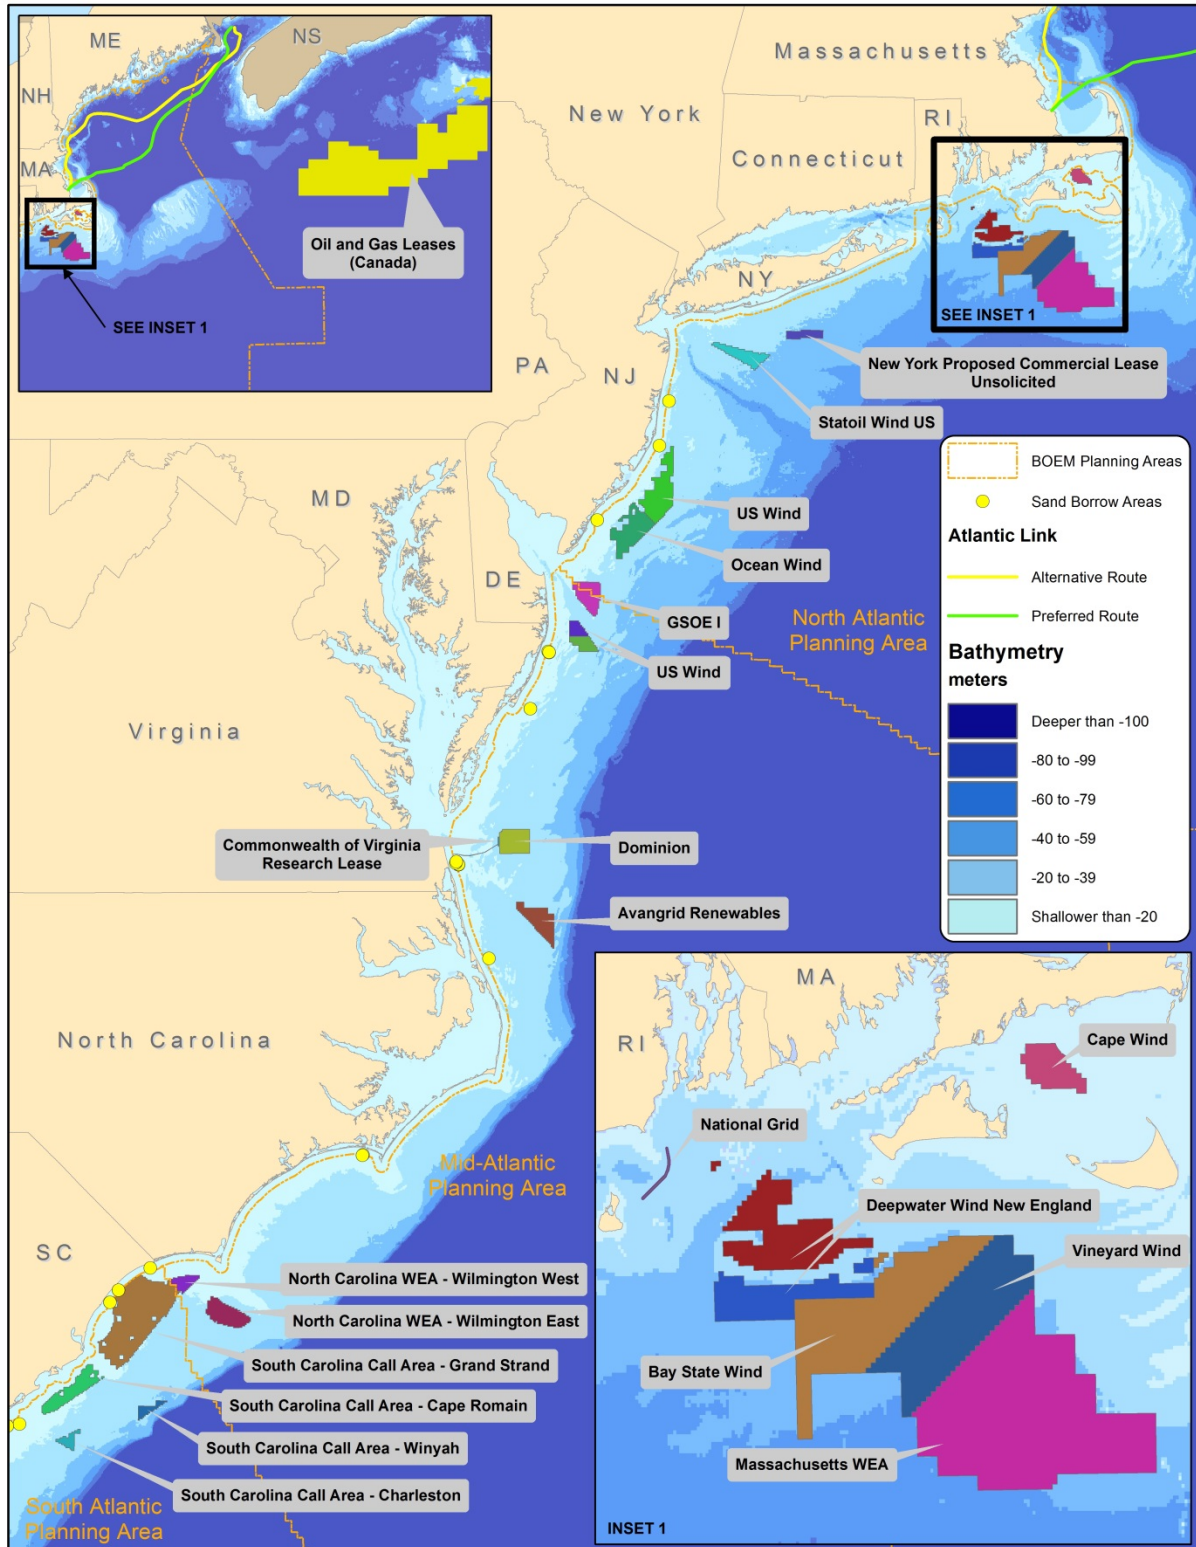 ME
NS
NH
MA
Oil and Gas Leases
(Canada)
SEE INSET 1
Massachusetts
New York
RI
Connecticut
NY
SEE INSET 1
PA
NJ
New York Proposed Commercial Lease
Unsolicited
Statoil Wind US
MD
US Wind
Ocean Wind
DE
GSOE I
US Wind
North Atlantic
Planning Area
Virginia
Commonwealth of Virginia
Research Lease
Dominion
Avangrid Renewables
North Carolina
Mid-Atlantic
Planning Area
SC
North Carolina WEA - Wilmington West
North Carolina WEA - Wilmington East
South Carolina Call Area - Grand Strand
South Carolina Call Area - Cape Romain
South Carolina Call Area - Winyah
South Carolina Call Area - Charleston
South Atlantic
Planning Area
BOEM Planning Areas
Sand Borrow Areas
Atlantic Link
Alternative Route
Preferred Route
Bathymetry
meters
Deeper than -100
-80 to -99
-60 to -79
-40 to -59
-20 to -39
Shallower than -20
MA
RI
Cape Wind
National Grid
Deepwater Wind New England
Vineyard Wind
Bay State Wind
Massachusetts WEA
INSET 1